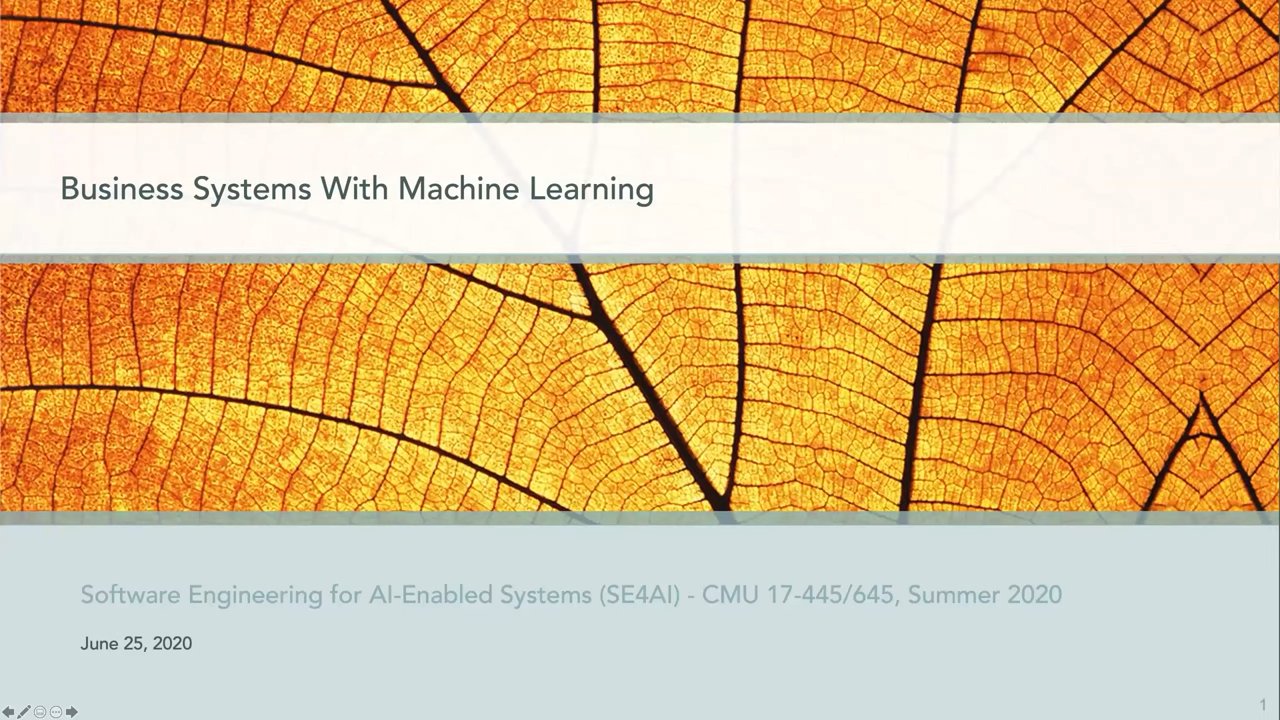 Business Systems With Machine Learning
Software Engineering for AI-Enabled Systems (SE4AI) - CMU 17-445/645, Summer 2020
June 25, 2020
1